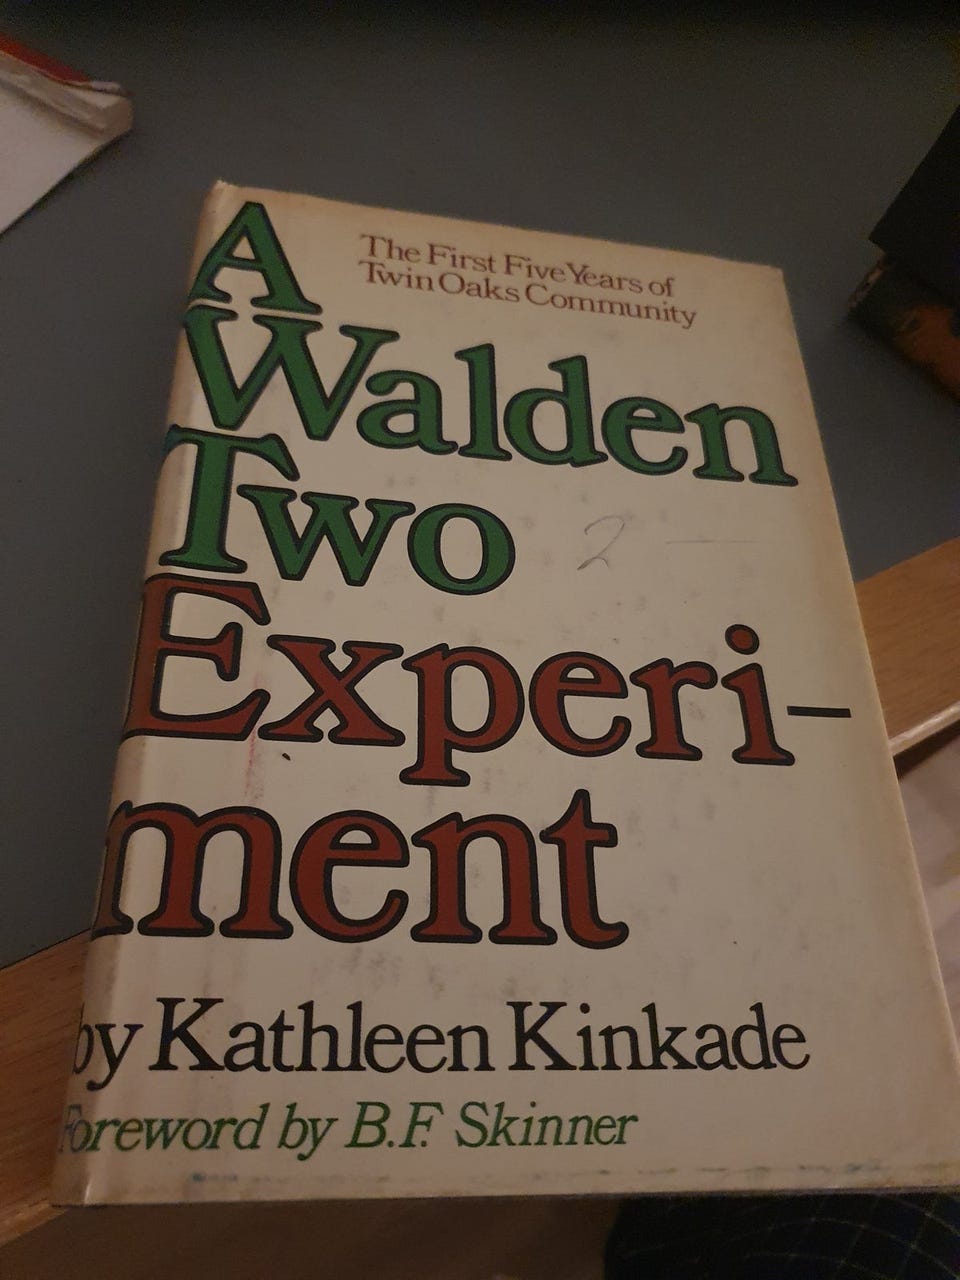 A
The First Five Years of
Twin Oaks Community
Walden
Two
2 —
Experi–
ment
by Kathleen Kinkade
Foreword by B.F. Skinner